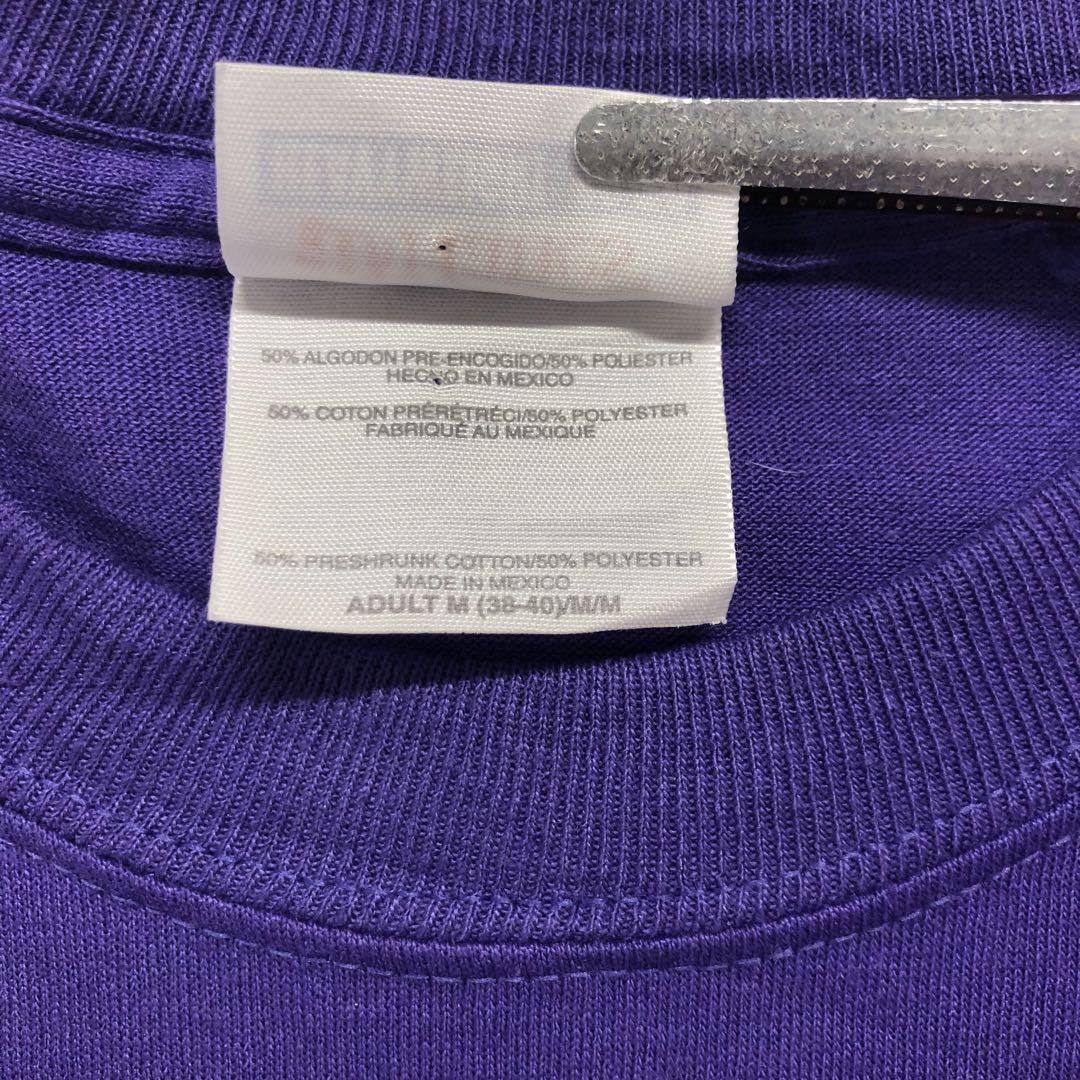 50% ALGODON PRE-ENCOGIDO/50% POLIESTER
HECHO EN MEXICO
50% COTON PRÉRÉTRÉCI/50% POLYESTER
FABRIQUÉ AU MEXIQUE
50% PRESHRUNK COTTON/50% POLYESTER
MADE IN MEXICO
ADULT M (38-40)/M/M